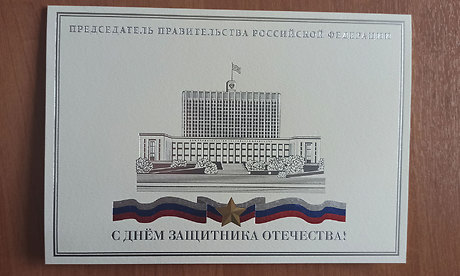 ПРЕДСЕДАТЕЛЬ ПРАВИТЕЛЬСТВА РОССИЙСКОЙ ФЕДЕРАЦИИ
С ДНЁМ ЗАЩИТНИКА ОТЕЧЕСТВА!